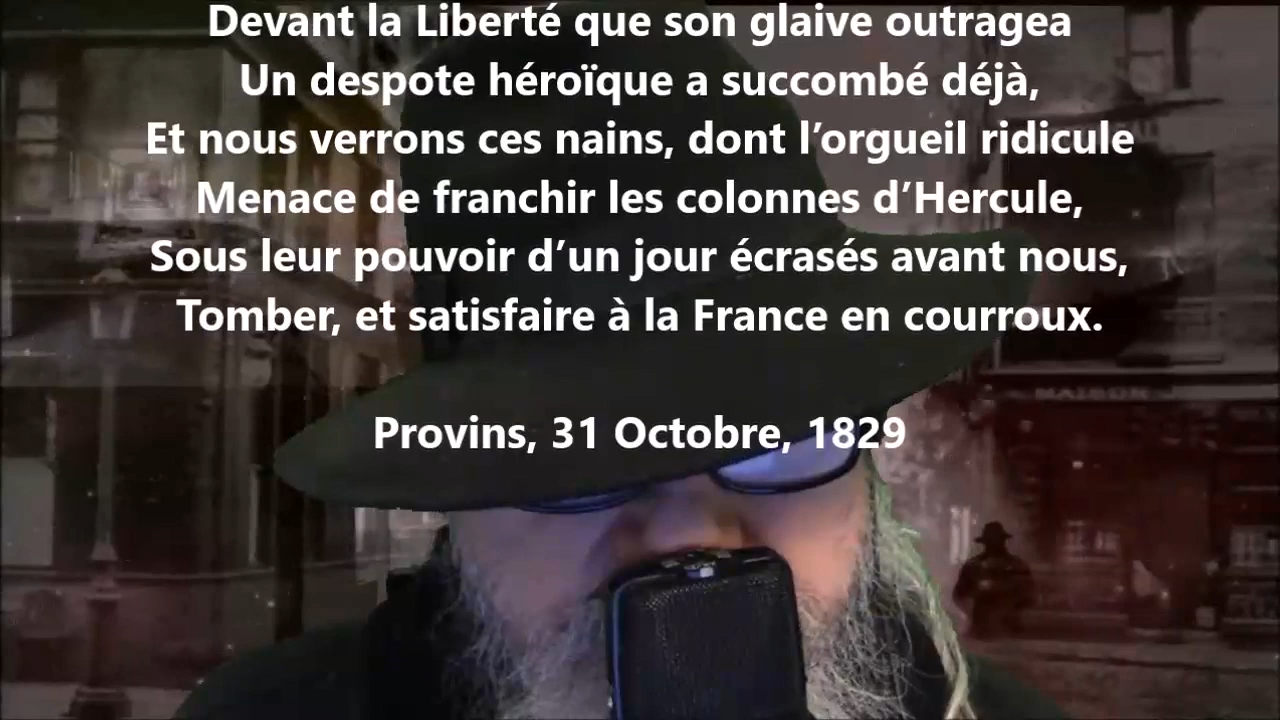 Devant la Liberté que son glaive outragea
Un despote héroïque a succombé déjà,
Et nous verrons ces nains, dont l’orgueil ridicule
Menace de franchir les colonnes d’Hercule,
Sous leur pouvoir d’un jour écrasés avant nous,
Tomber, et satisfaire à la France en courroux.
Provins, 31 Octobre, 1829
MAISON